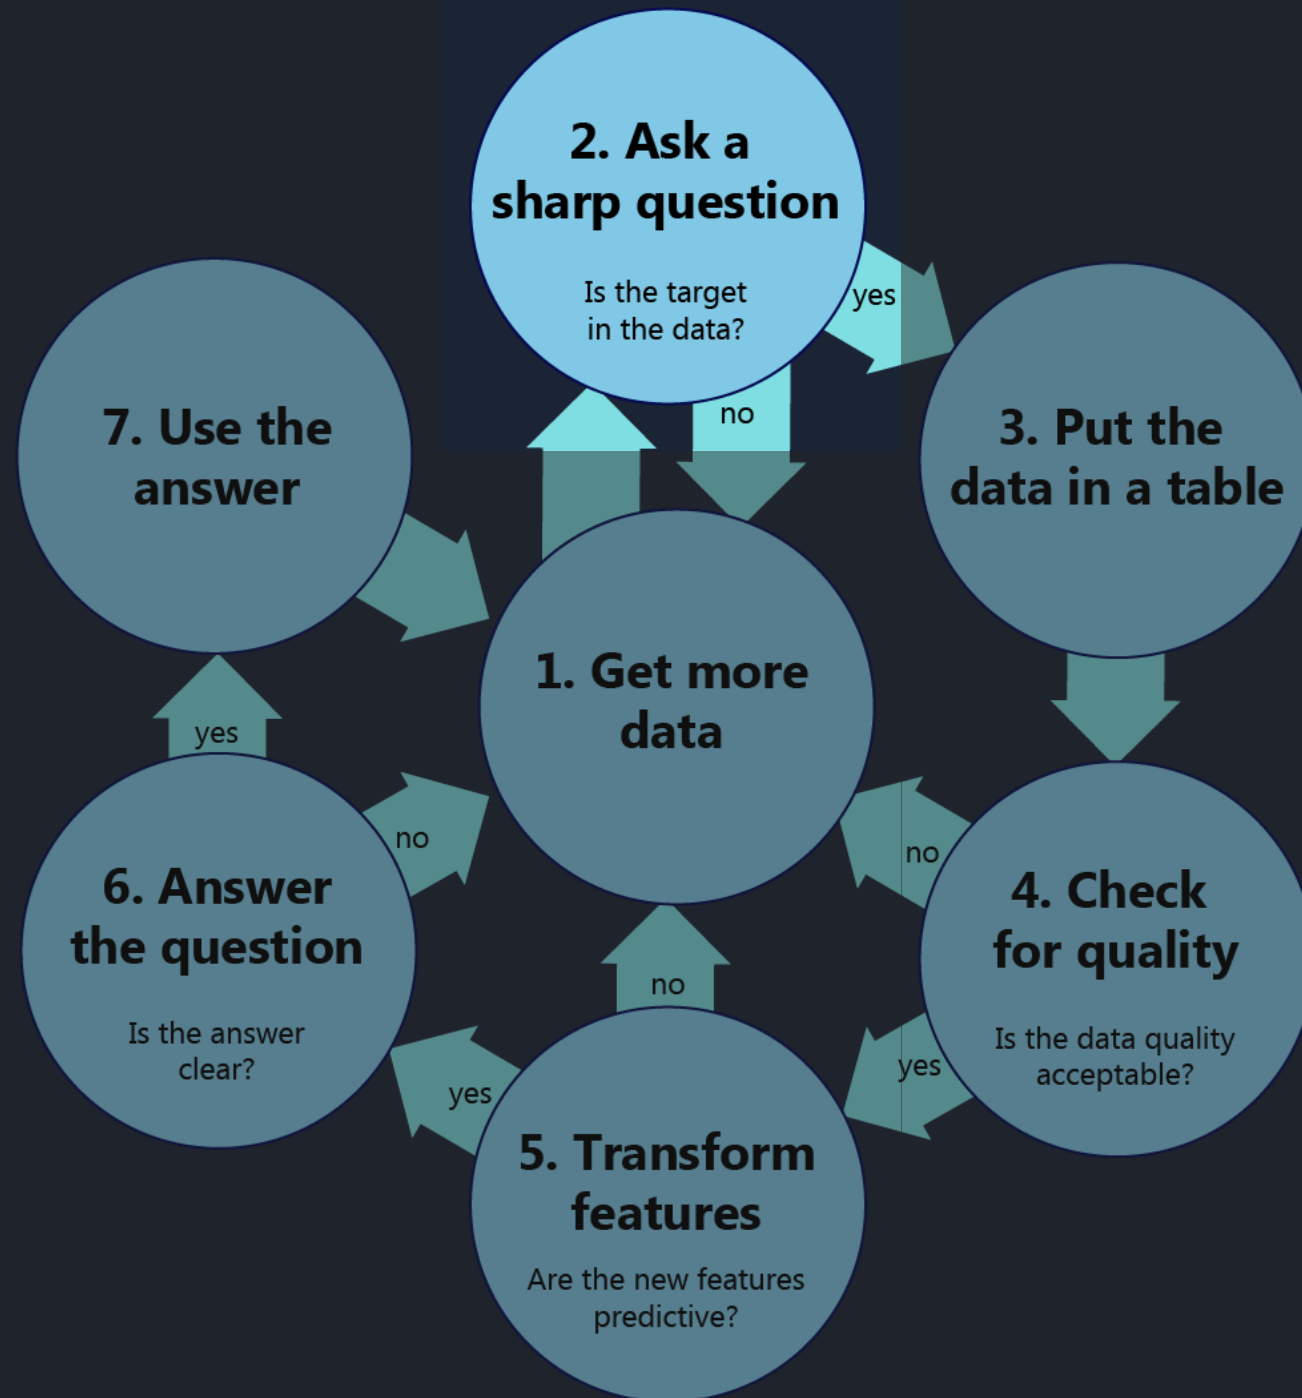 2. Ask a
sharp question
Is the target
in the data?
yes
no
7. Use the
answer
3. Put the
data in a table
1. Get more
data
yes
no
no
6. Answer
the question
Is the answer
clear?
4. Check
for quality
Is the data quality
acceptable?
no
yes
yes
5. Transform
features
Are the new features
predictive?